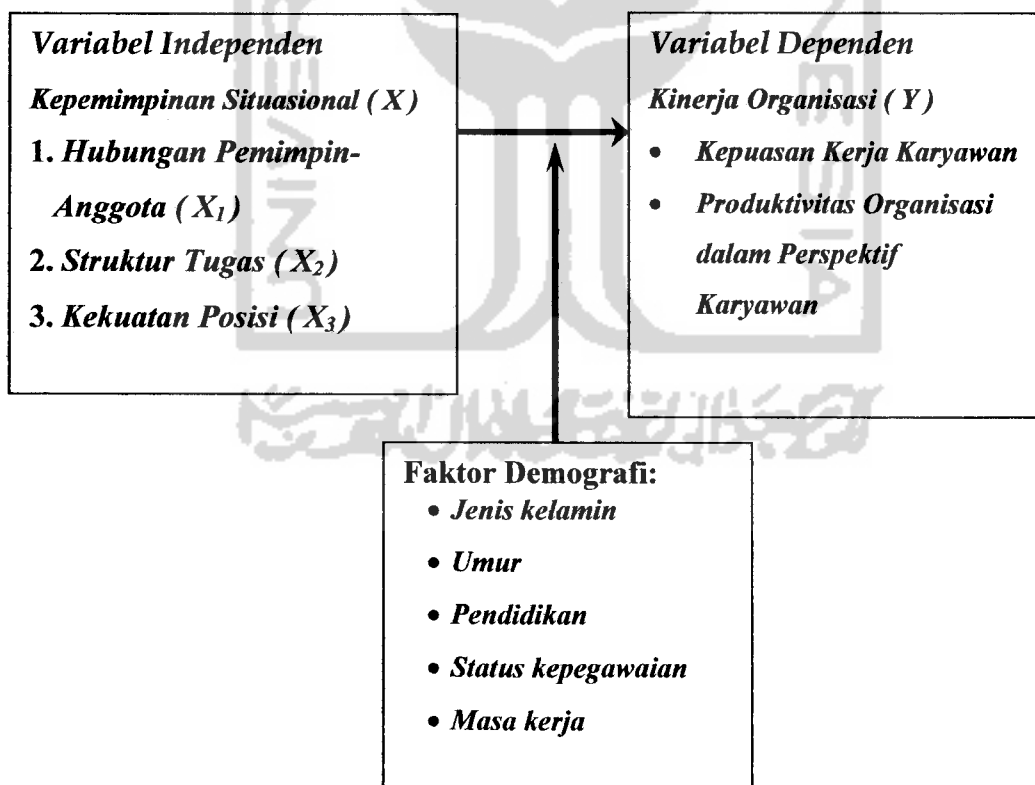 Variabel Independen
Kepemimpinan Situasional (X)
1. Hubungan Pemimpin-
Anggota (X₁)
2. Struktur Tugas (X₂)
3. Kekuatan Posisi (X₃)
Variabel Dependen
Kinerja Organisasi (Y)
• Kepuasan Kerja Karyawan
• Produktivitas Organisasi
dalam Perspektif
Karyawan
Faktor Demografi:
• Jenis kelamin
• Umur
• Pendidikan
• Status kepegawaian
• Masa kerja